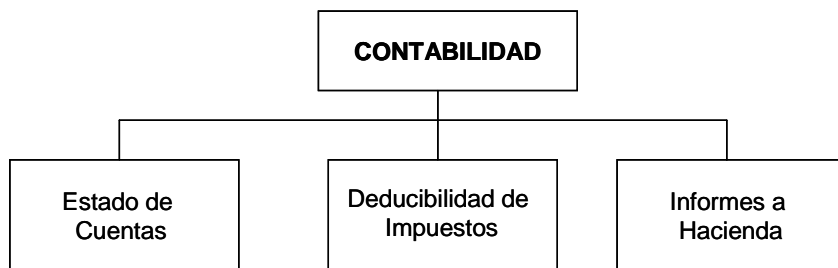 CONTABILIDAD
Estado de
Cuentas
Deducibilidad de
Impuestos
Informes a
Hacienda